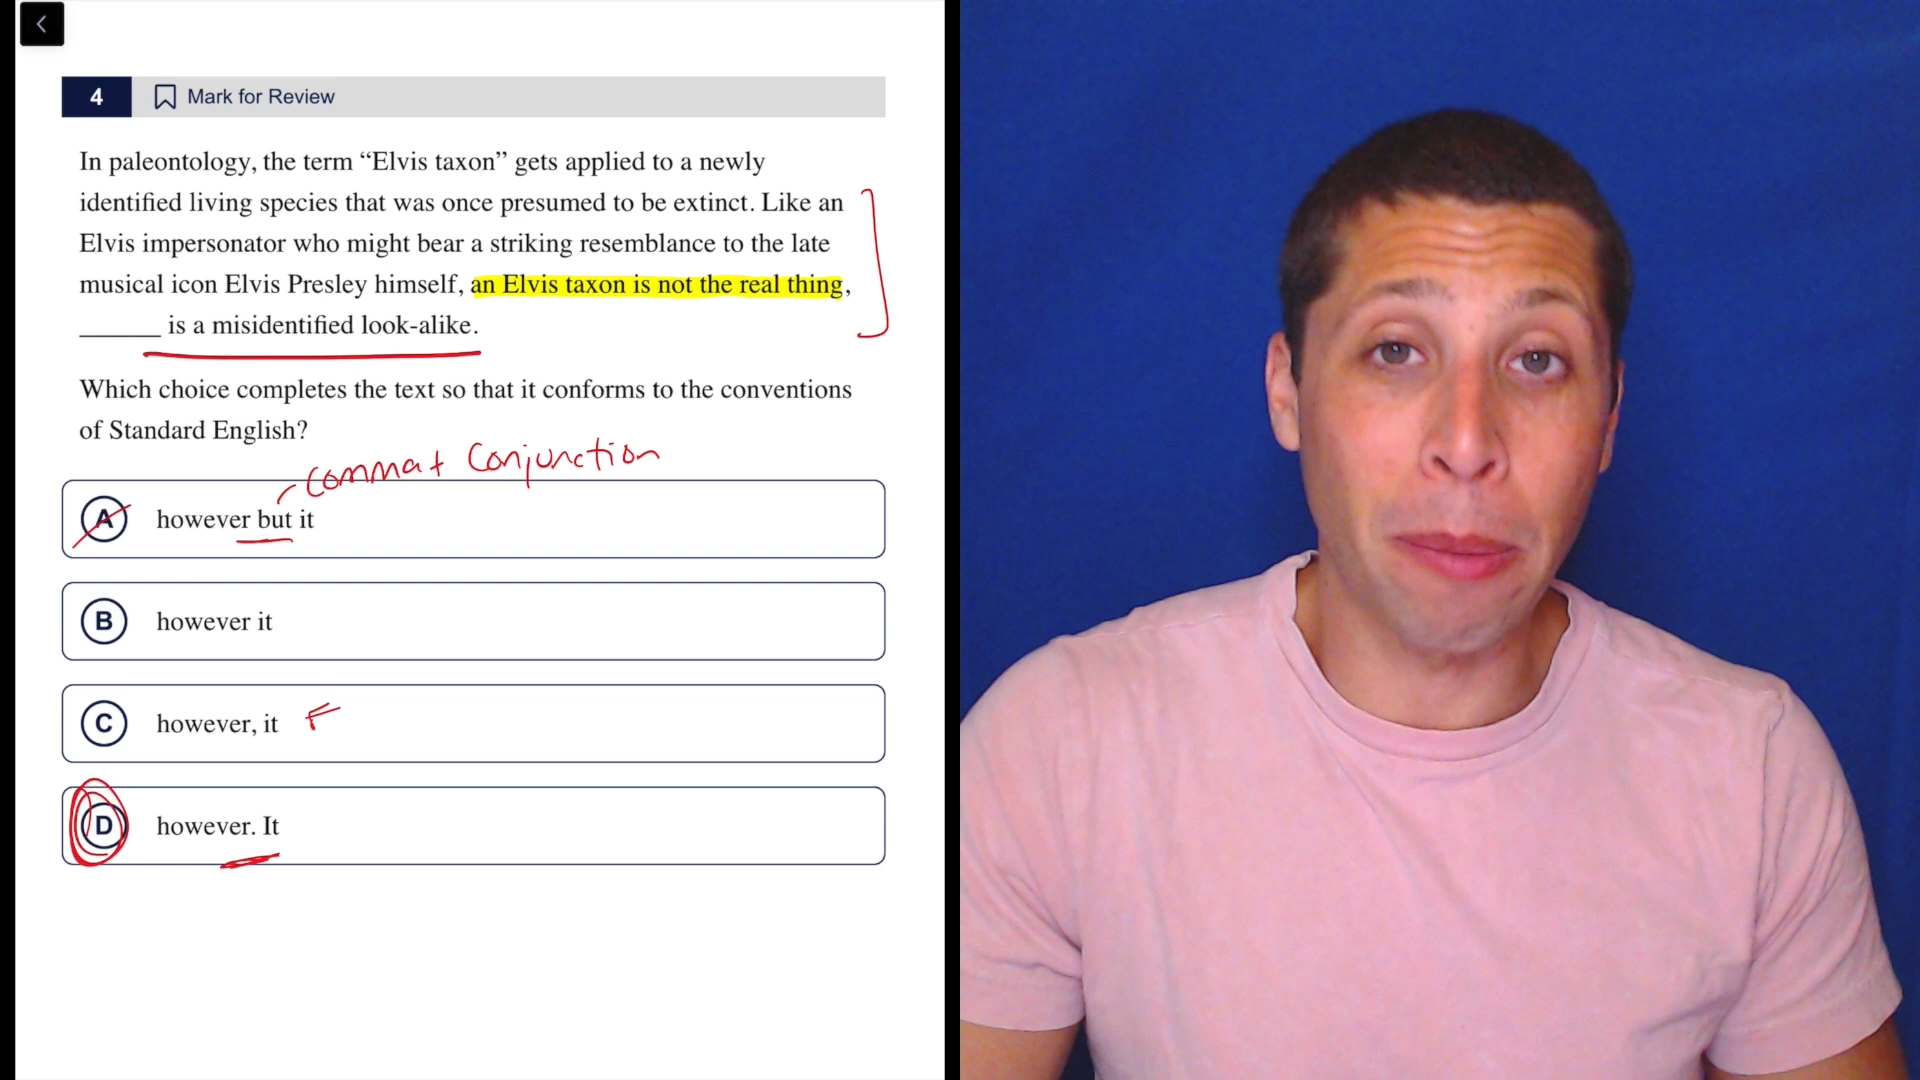 4
Mark for Review
In paleontology, the term “Elvis taxon” gets applied to a newly
identified living species that was once presumed to be extinct. Like an
Elvis impersonator who might bear a striking resemblance to the late
musical icon Elvis Presley himself, an Elvis taxon is not the real thing,
______ is a misidentified look-alike.
Which choice completes the text so that it conforms to the conventions
of Standard English?
comma + conjunction
A however but it
B however it
C however, it
D however. It